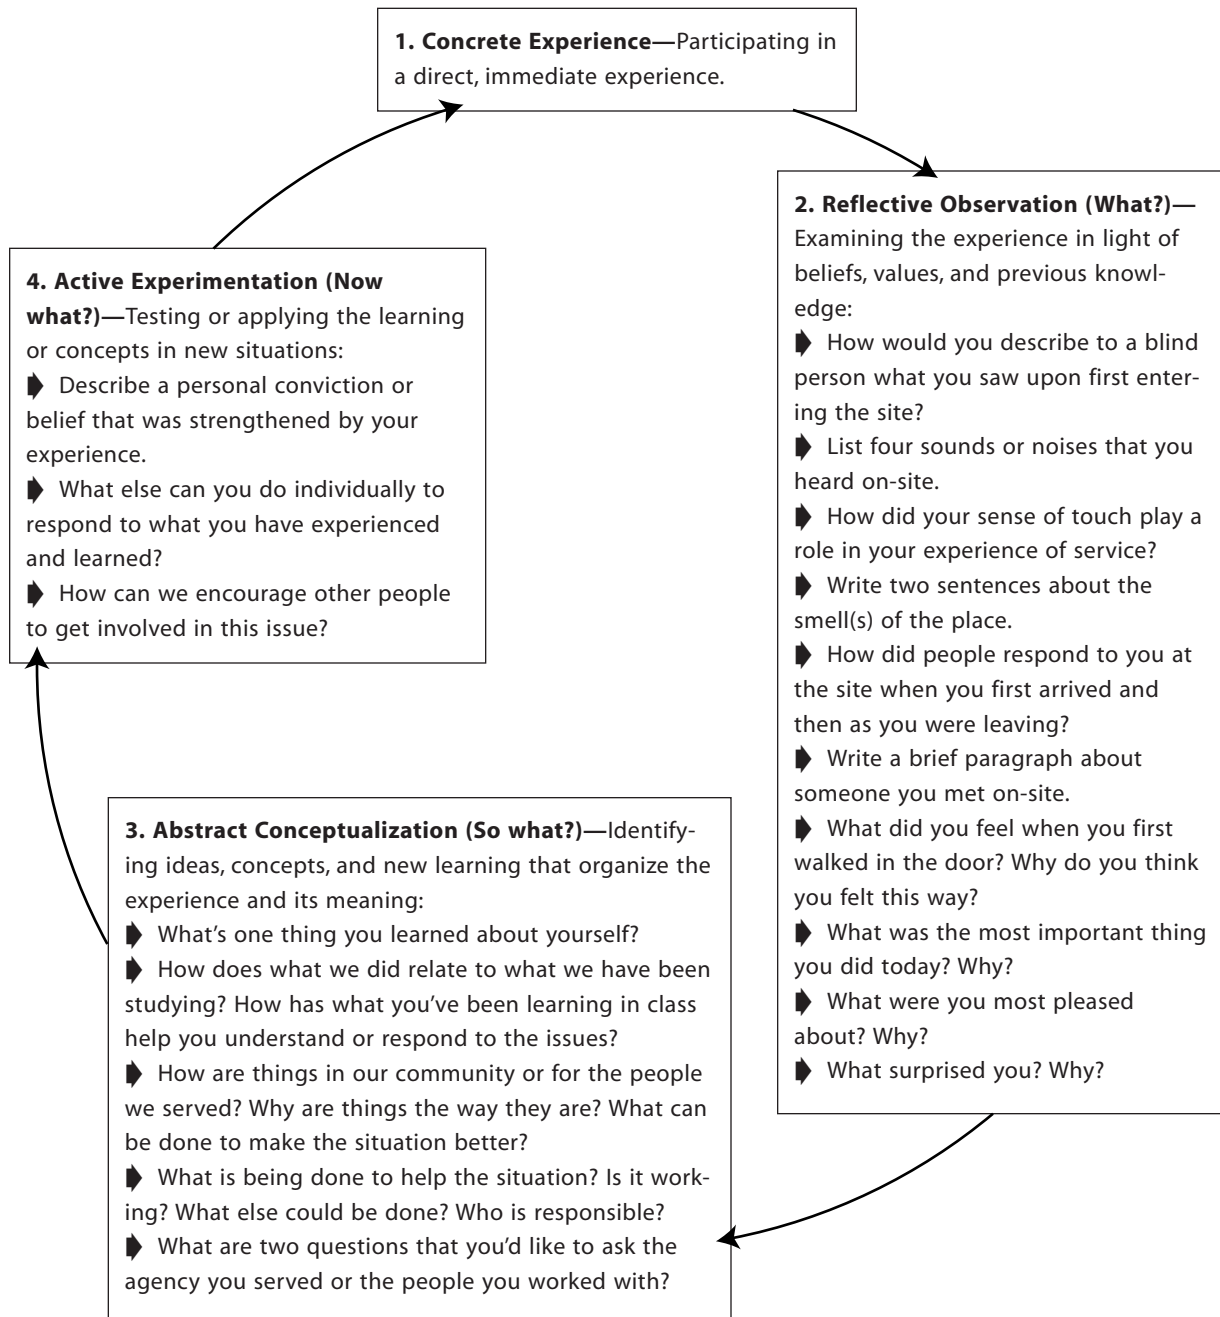 1. Concrete Experience—Participating in
a direct, immediate experience.
2. Reflective Observation (What?)—
Examining the experience in light of
beliefs, values, and previous knowl-
edge:
How would you describe to a blind
person what you saw upon first enter-
ing the site?
List four sounds or noises that you
heard on-site.
How did your sense of touch play a
role in your experience of service?
Write two sentences about the
smell(s) of the place.
How did people respond to you at
the site when you first arrived and
then as you were leaving?
Write a brief paragraph about
someone you met on-site.
What did you feel when you first
walked in the door? Why do you think
you felt this way?
What was the most important thing
you did today? Why?
What were you most pleased
about? Why?
What surprised you? Why?
3. Abstract Conceptualization (So what?)—Identify-
ing ideas, concepts, and new learning that organize the
experience and its meaning:
What's one thing you learned about yourself?
How does what we did relate to what we have been
studying? How has what you've been learning in class
help you understand or respond to the issues?
How are things in our community or for the people
we served? Why are things the way they are? What can
be done to make the situation better?
What is being done to help the situation? Is it work-
ing? What else could be done? Who is responsible?
What are two questions that you'd like to ask the
agency you served or the people you worked with?
4. Active Experimentation (Now
what?)—Testing or applying the learning
or concepts in new situations:
Describe a personal conviction or
belief that was strengthened by your
experience.
What else can you do individually to
respond to what you have experienced
and learned?
How can we encourage other people
to get involved in this issue?